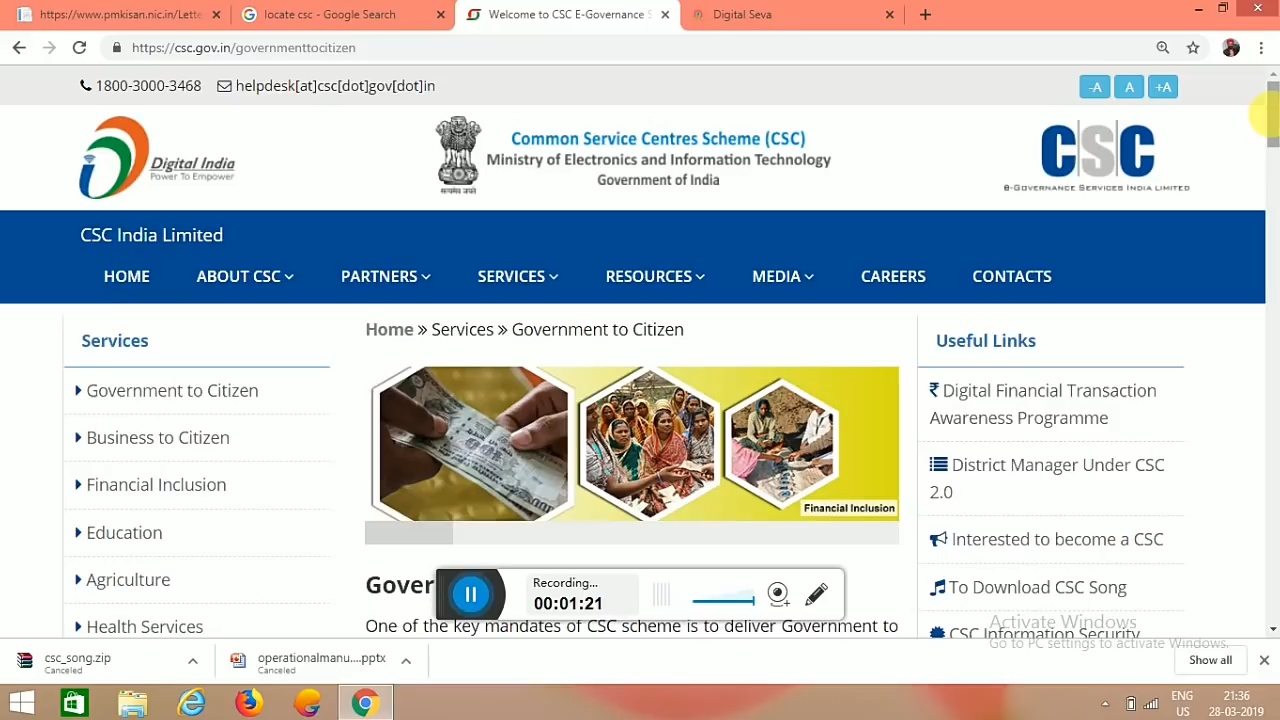 https://www.pmkisan.nic.in/Lette
locate csc - Google Search
Welcome to CSC E-Governance S
Digital Seva
https://csc.gov.in/governmenttocitizen
1800-3000-3468
helpdesk[at]csc[dot]gov[dot]in
-A
A
+A
Digital India
Power To Empower
सत्यमेव जयते
Common Service Centres Scheme (CSC)
Ministry of Electronics and Information Technology
Government of India
CSC
e-GOVERNANCE SERVICES INDIA LIMITED
CSC India Limited
HOME
ABOUT CSC
PARTNERS
SERVICES
RESOURCES
MEDIA
CAREERS
CONTACTS
Services
Government to Citizen
Business to Citizen
Financial Inclusion
Education
Agriculture
Health Services
Home » Services » Government to Citizen
Financial Inclusion
Gover
One of the key mandates of CSC scheme is to deliver Government to
Recording...
00:01:21
Useful Links
Digital Financial Transaction
Awareness Programme
District Manager Under CSC
2.0
Interested to become a CSC
To Download CSC Song
CSC Information Security
Activate Windows
Go to PC settings to activate Windows.
csc_song.zip
Canceled
operationalmanu....pptx
Canceled
Show all
ENG
US
21:36
28-03-2019